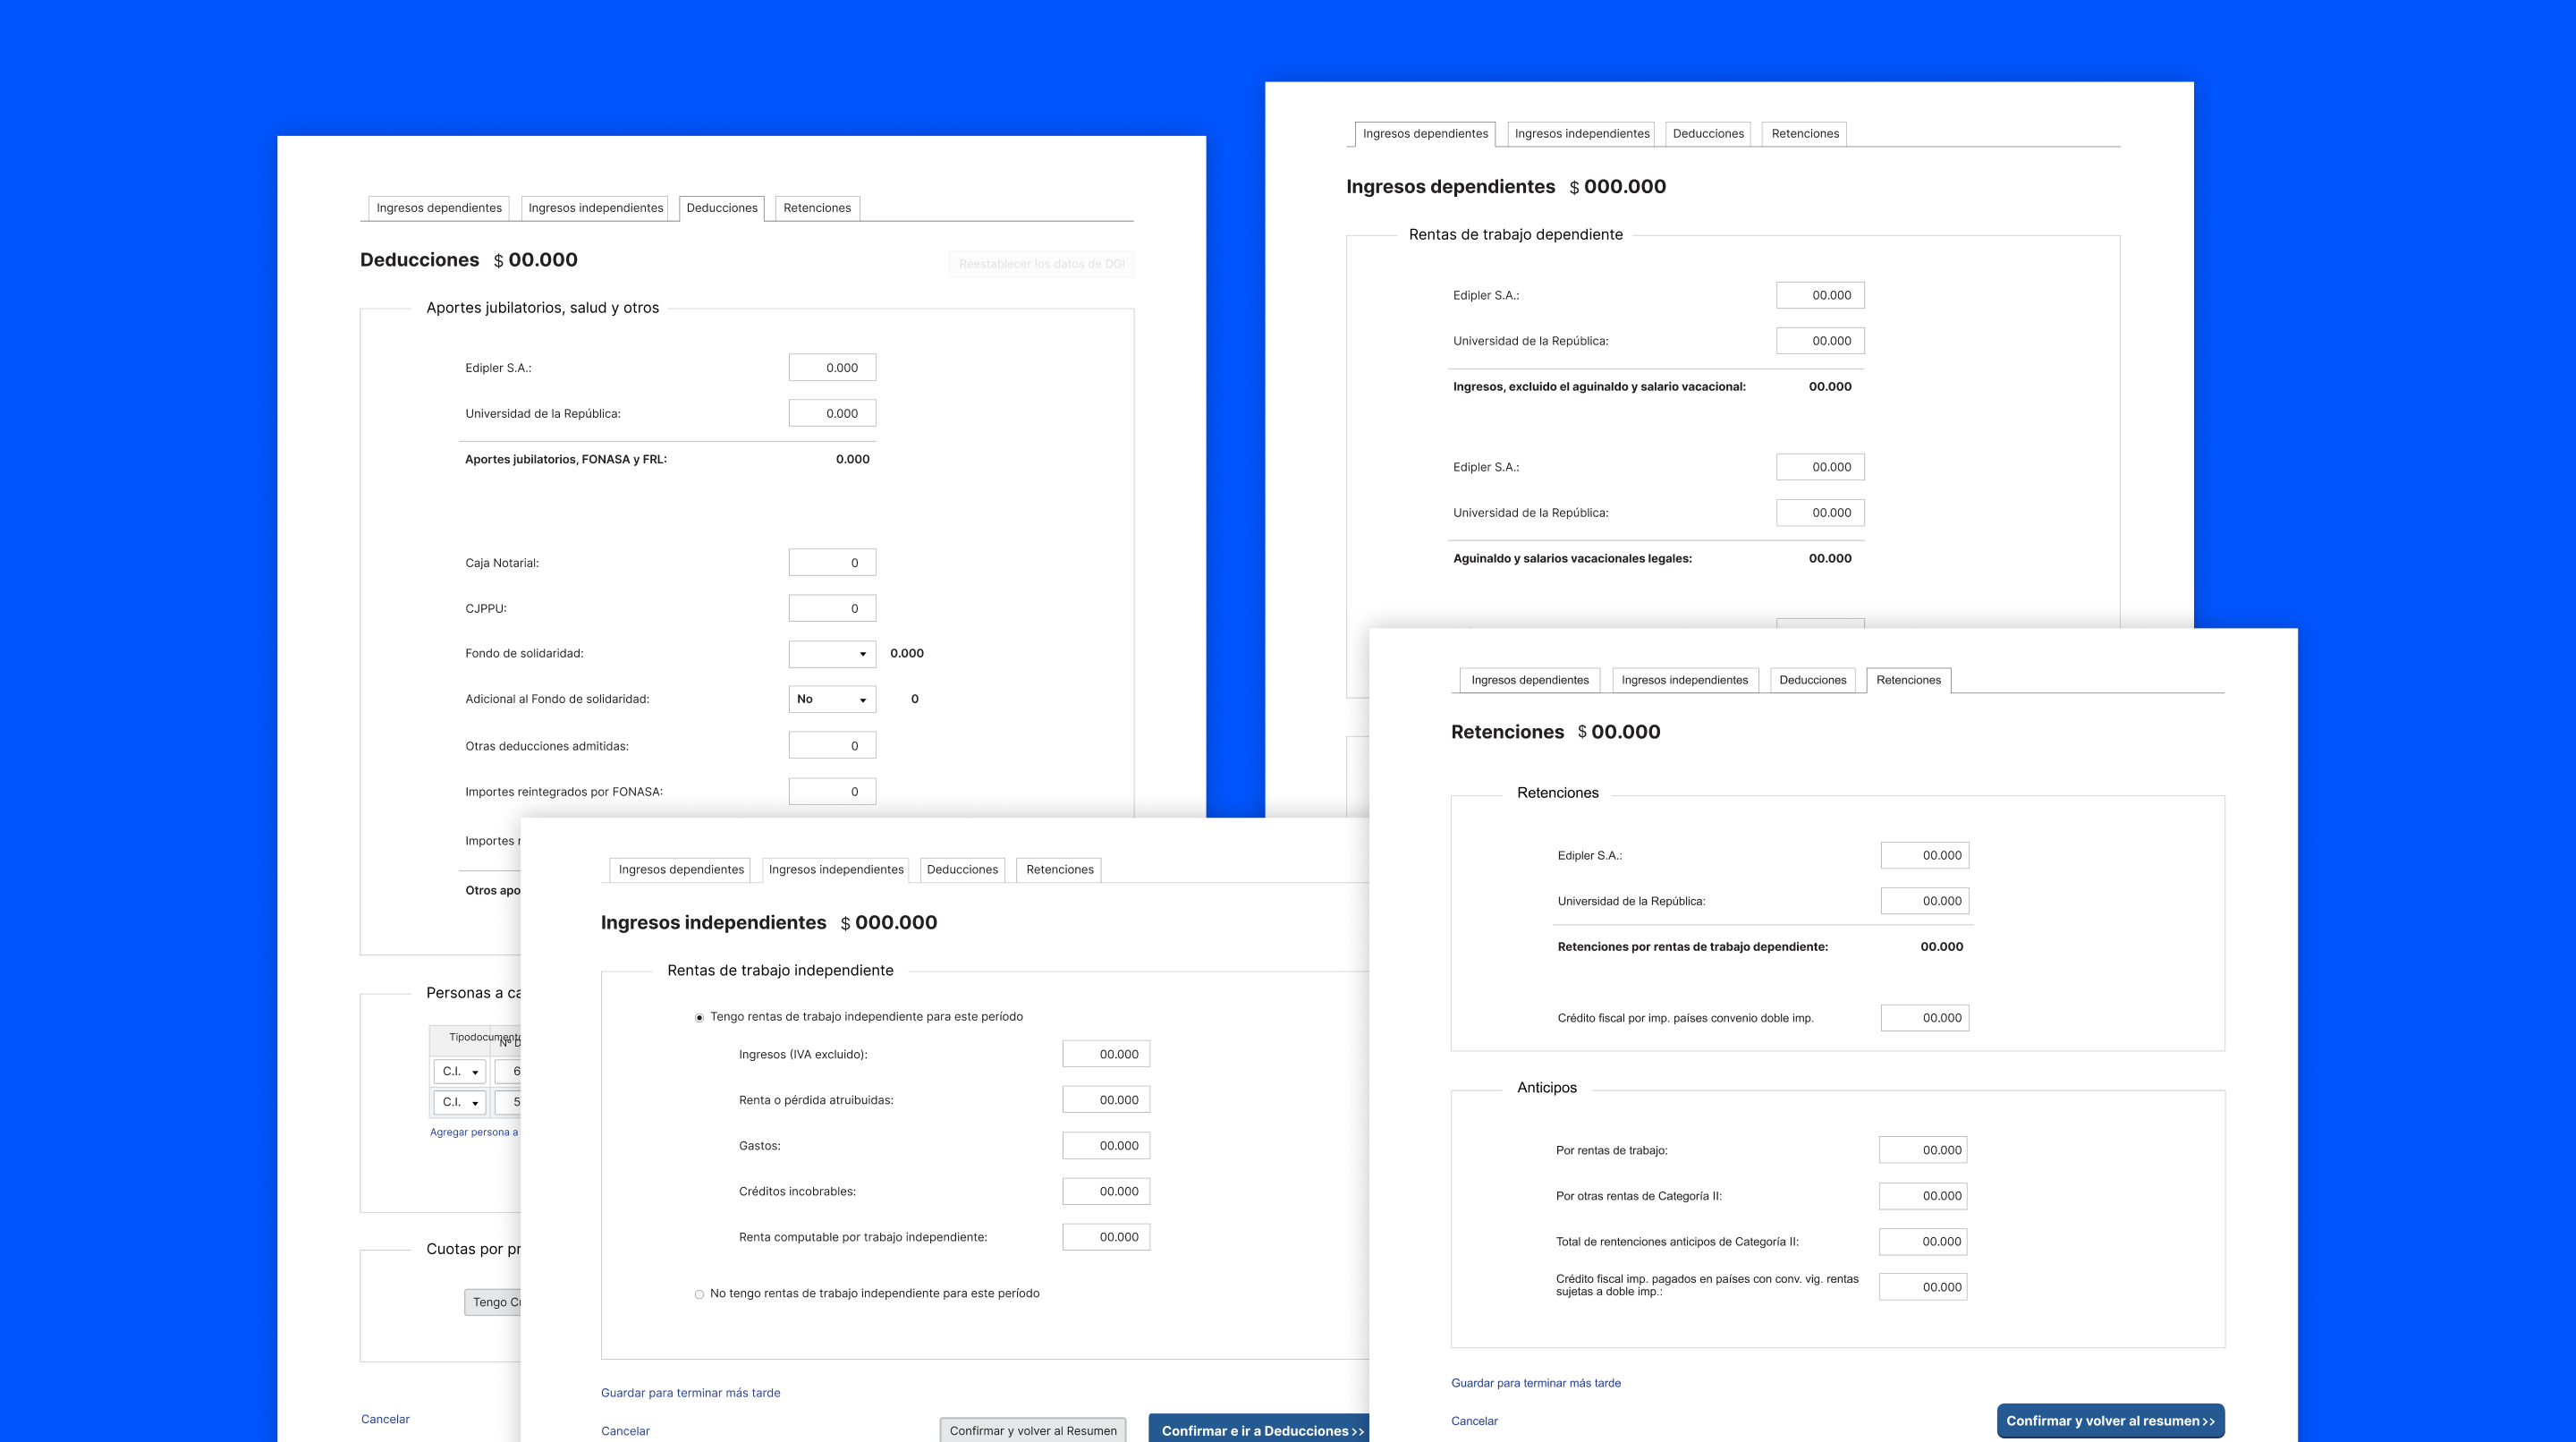 Ingresos dependientes Ingresos independientes Deducciones Retenciones
Deducciones $ 00.000
Reestablecer los datos de DGI
Aportes jubilatorios, salud y otros
Edipler S.A.: 0.000
Universidad de la República: 0.000
Aportes jubilatorios, FONASA y FRL: 0.000
Caja Notarial: 0
CJPPU: 0
Fondo de solidaridad: 0.000
Adicional al Fondo de solidaridad: No 0
Otras deducciones admitidas: 0
Importes reintegrados por FONASA: 0
Importes
Otros apo
Personas a ca
Tipodocumento Nº D
C.I. 6
C.I. 5
Agregar persona a
Cuotas por pr
Tengo Cu
Cancelar
Ingresos dependientes Ingresos independientes Deducciones Retenciones
Ingresos dependientes $ 000.000
Rentas de trabajo dependiente
Edipler S.A.: 00.000
Universidad de la República: 00.000
Ingresos, excluido el aguinaldo y salario vacacional: 00.000
Edipler S.A.: 00.000
Universidad de la República: 00.000
Aguinaldo y salarios vacacionales legales: 00.000
Ingresos dependientes Ingresos independientes Deducciones Retenciones
Ingresos independientes $ 000.000
Rentas de trabajo independiente
Tengo rentas de trabajo independiente para este período
Ingresos (IVA excluido): 00.000
Renta o pérdida atruibuidas: 00.000
Gastos: 00.000
Créditos incobrables: 00.000
Renta computable por trabajo independiente: 00.000
No tengo rentas de trabajo independiente para este período
Guardar para terminar más tarde
Cancelar
Confirmar y volver al Resumen
Confirmar e ir a Deducciones >>
Ingresos dependientes Ingresos independientes Deducciones Retenciones
Retenciones $ 00.000
Retenciones
Edipler S.A.: 00.000
Universidad de la República: 00.000
Retenciones por rentas de trabajo dependiente: 00.000
Crédito fiscal por imp. países convenio doble imp. 00.000
Anticipos
Por rentas de trabajo: 00.000
Por otras rentas de Categoría II: 00.000
Total de rentenciones anticipos de Categoría II: 00.000
Crédito fiscal imp. pagados en países con conv. vig. rentas
sujetas a doble imp.: 00.000
Guardar para terminar más tarde
Cancelar
Confirmar y volver al resumen >>